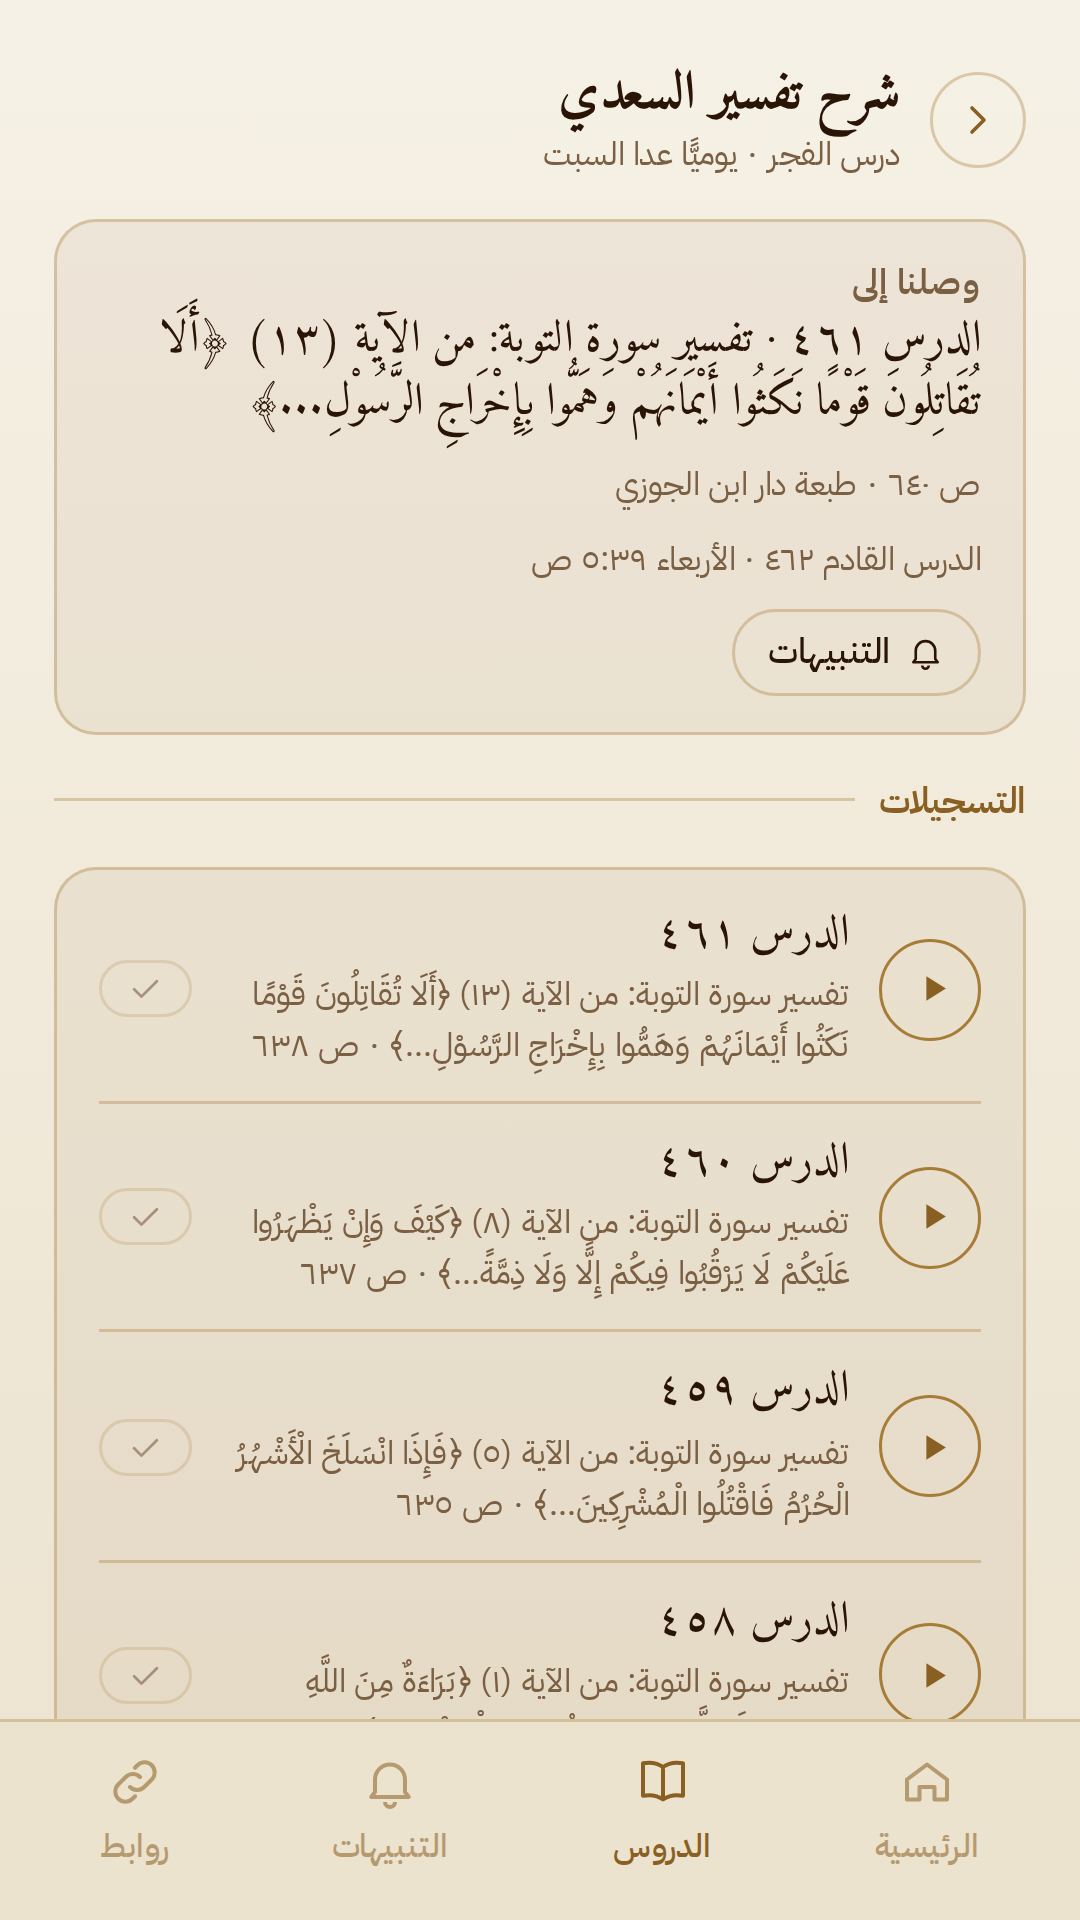 شرح تفسير السعدي
درس الفجر · يوميًّا عدا السبت
وصلنا إلى
الدرس ٤٦١ · تفسير سورة التوبة: من الآية (١٣) ﴿أَلَا
تُقَاتِلُونَ قَوْمًا نَكَثُوا أَيْمَانَهُمْ وَهَمُّوا بِإِخْرَاجِ الرَّسُوْلِ...﴾
ص ٦٤٠ · طبعة دار ابن الجوزي
الدرس القادم ٤٦٢ · الأربعاء ٥:٣٩ ص
التنبيهات
التسجيلات
الدرس ٤٦١
تفسير سورة التوبة: من الآية (١٣) ﴿أَلَا تُقَاتِلُونَ قَوْمًا
نَكَثُوا أَيْمَانَهُمْ وَهَمُّوا بِإِخْرَاجِ الرَّسُوْلِ...﴾ · ص ٦٣٨
الدرس ٤٦٠
تفسير سورة التوبة: من الآية (٨) ﴿كَيْفَ وَإِنْ يَظْهَرُوا
عَلَيْكُمْ لَا يَرْقُبُوا فِيكُمْ إِلًّا وَلَا ذِمَّةً...﴾ · ص ٦٣٧
الدرس ٤٥٩
تفسير سورة التوبة: من الآية (٥) ﴿فَإِذَا انْسَلَخَ الْأَشْهُرُ
الْحُرُمُ فَاقْتُلُوا الْمُشْرِكِينَ...﴾ · ص ٦٣٥
الدرس ٤٥٨
تفسير سورة التوبة: من الآية (١) ﴿بَرَاءَةٌ مِنَ اللَّهِ
الرئيسية
الدروس
التنبيهات
روابط